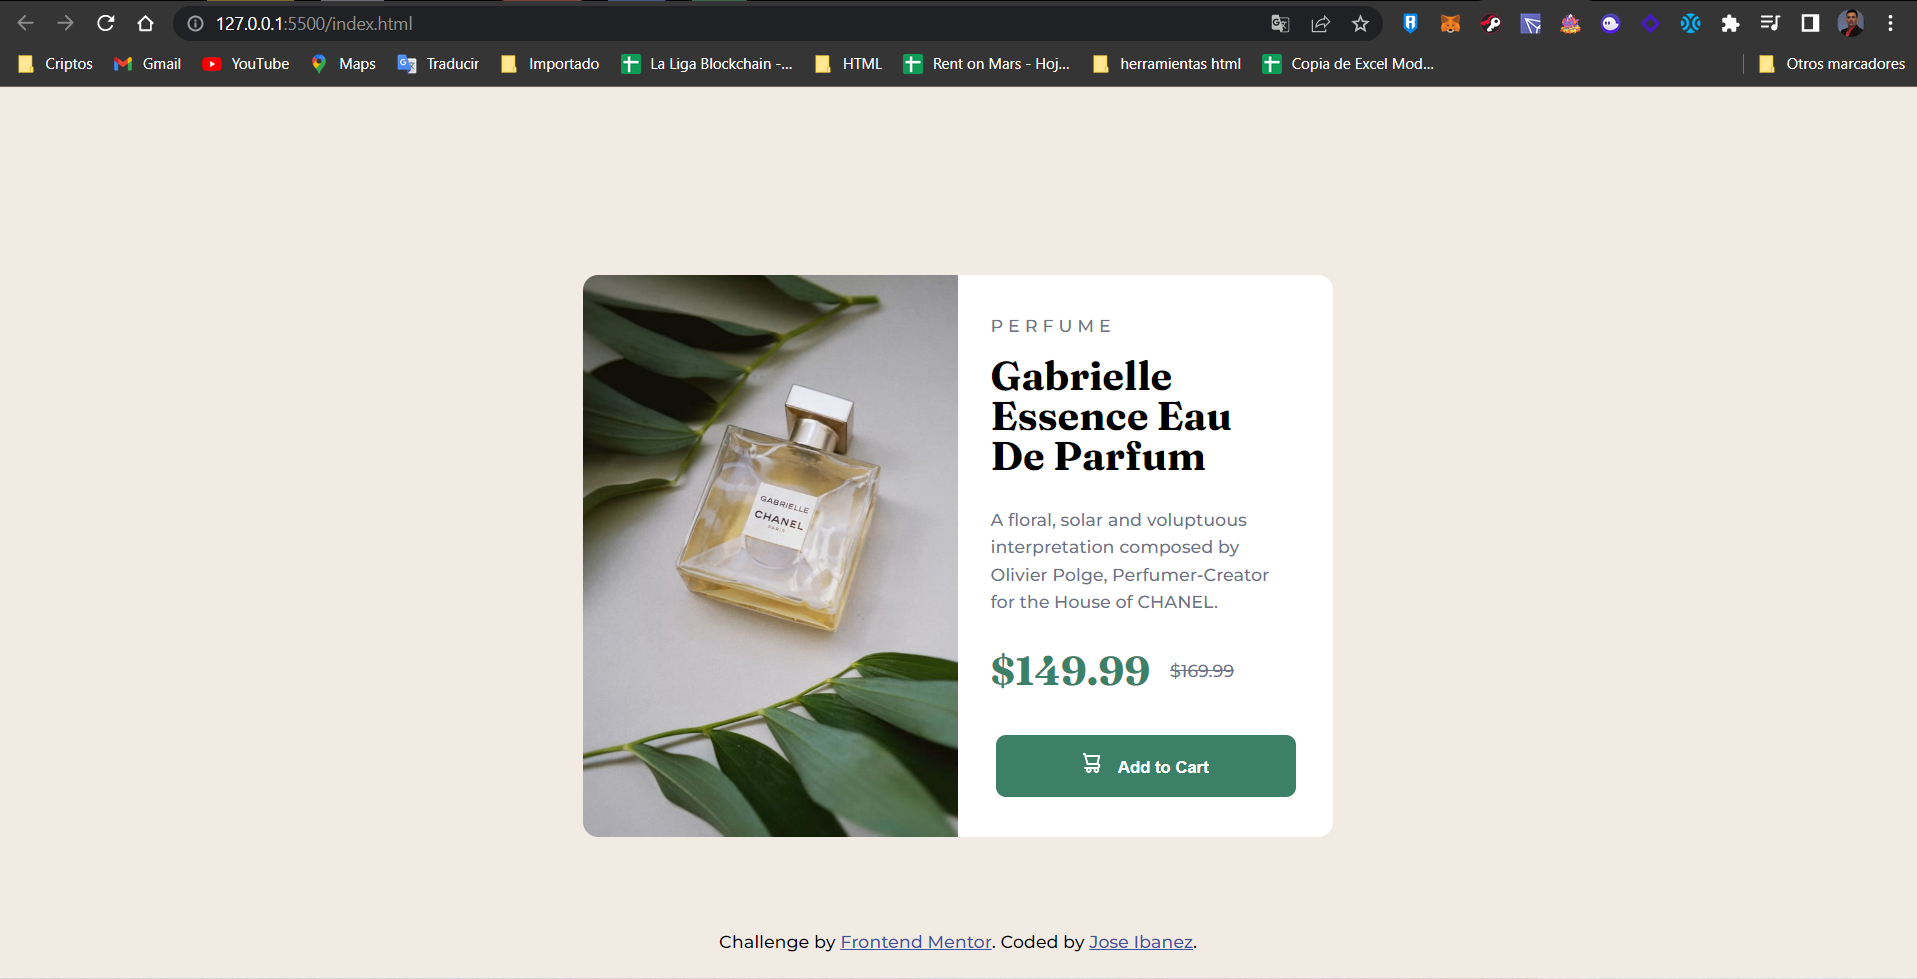 127.0.0.1:5500/index.html
Criptos Gmail YouTube Maps Traducir Importado La Liga Blockchain -... HTML Rent on Mars - Hoj... herramientas html Copia de Excel Mod... Otros marcadores
PERFUME
Gabrielle
Essence Eau
De Parfum
GABRIELLE
CHANEL
PARIS
A floral, solar and voluptuous
interpretation composed by
Olivier Polge, Perfumer-Creator
for the House of CHANEL.
$149.99 $169.99
Add to Cart
Challenge by Frontend Mentor. Coded by Jose Ibanez.